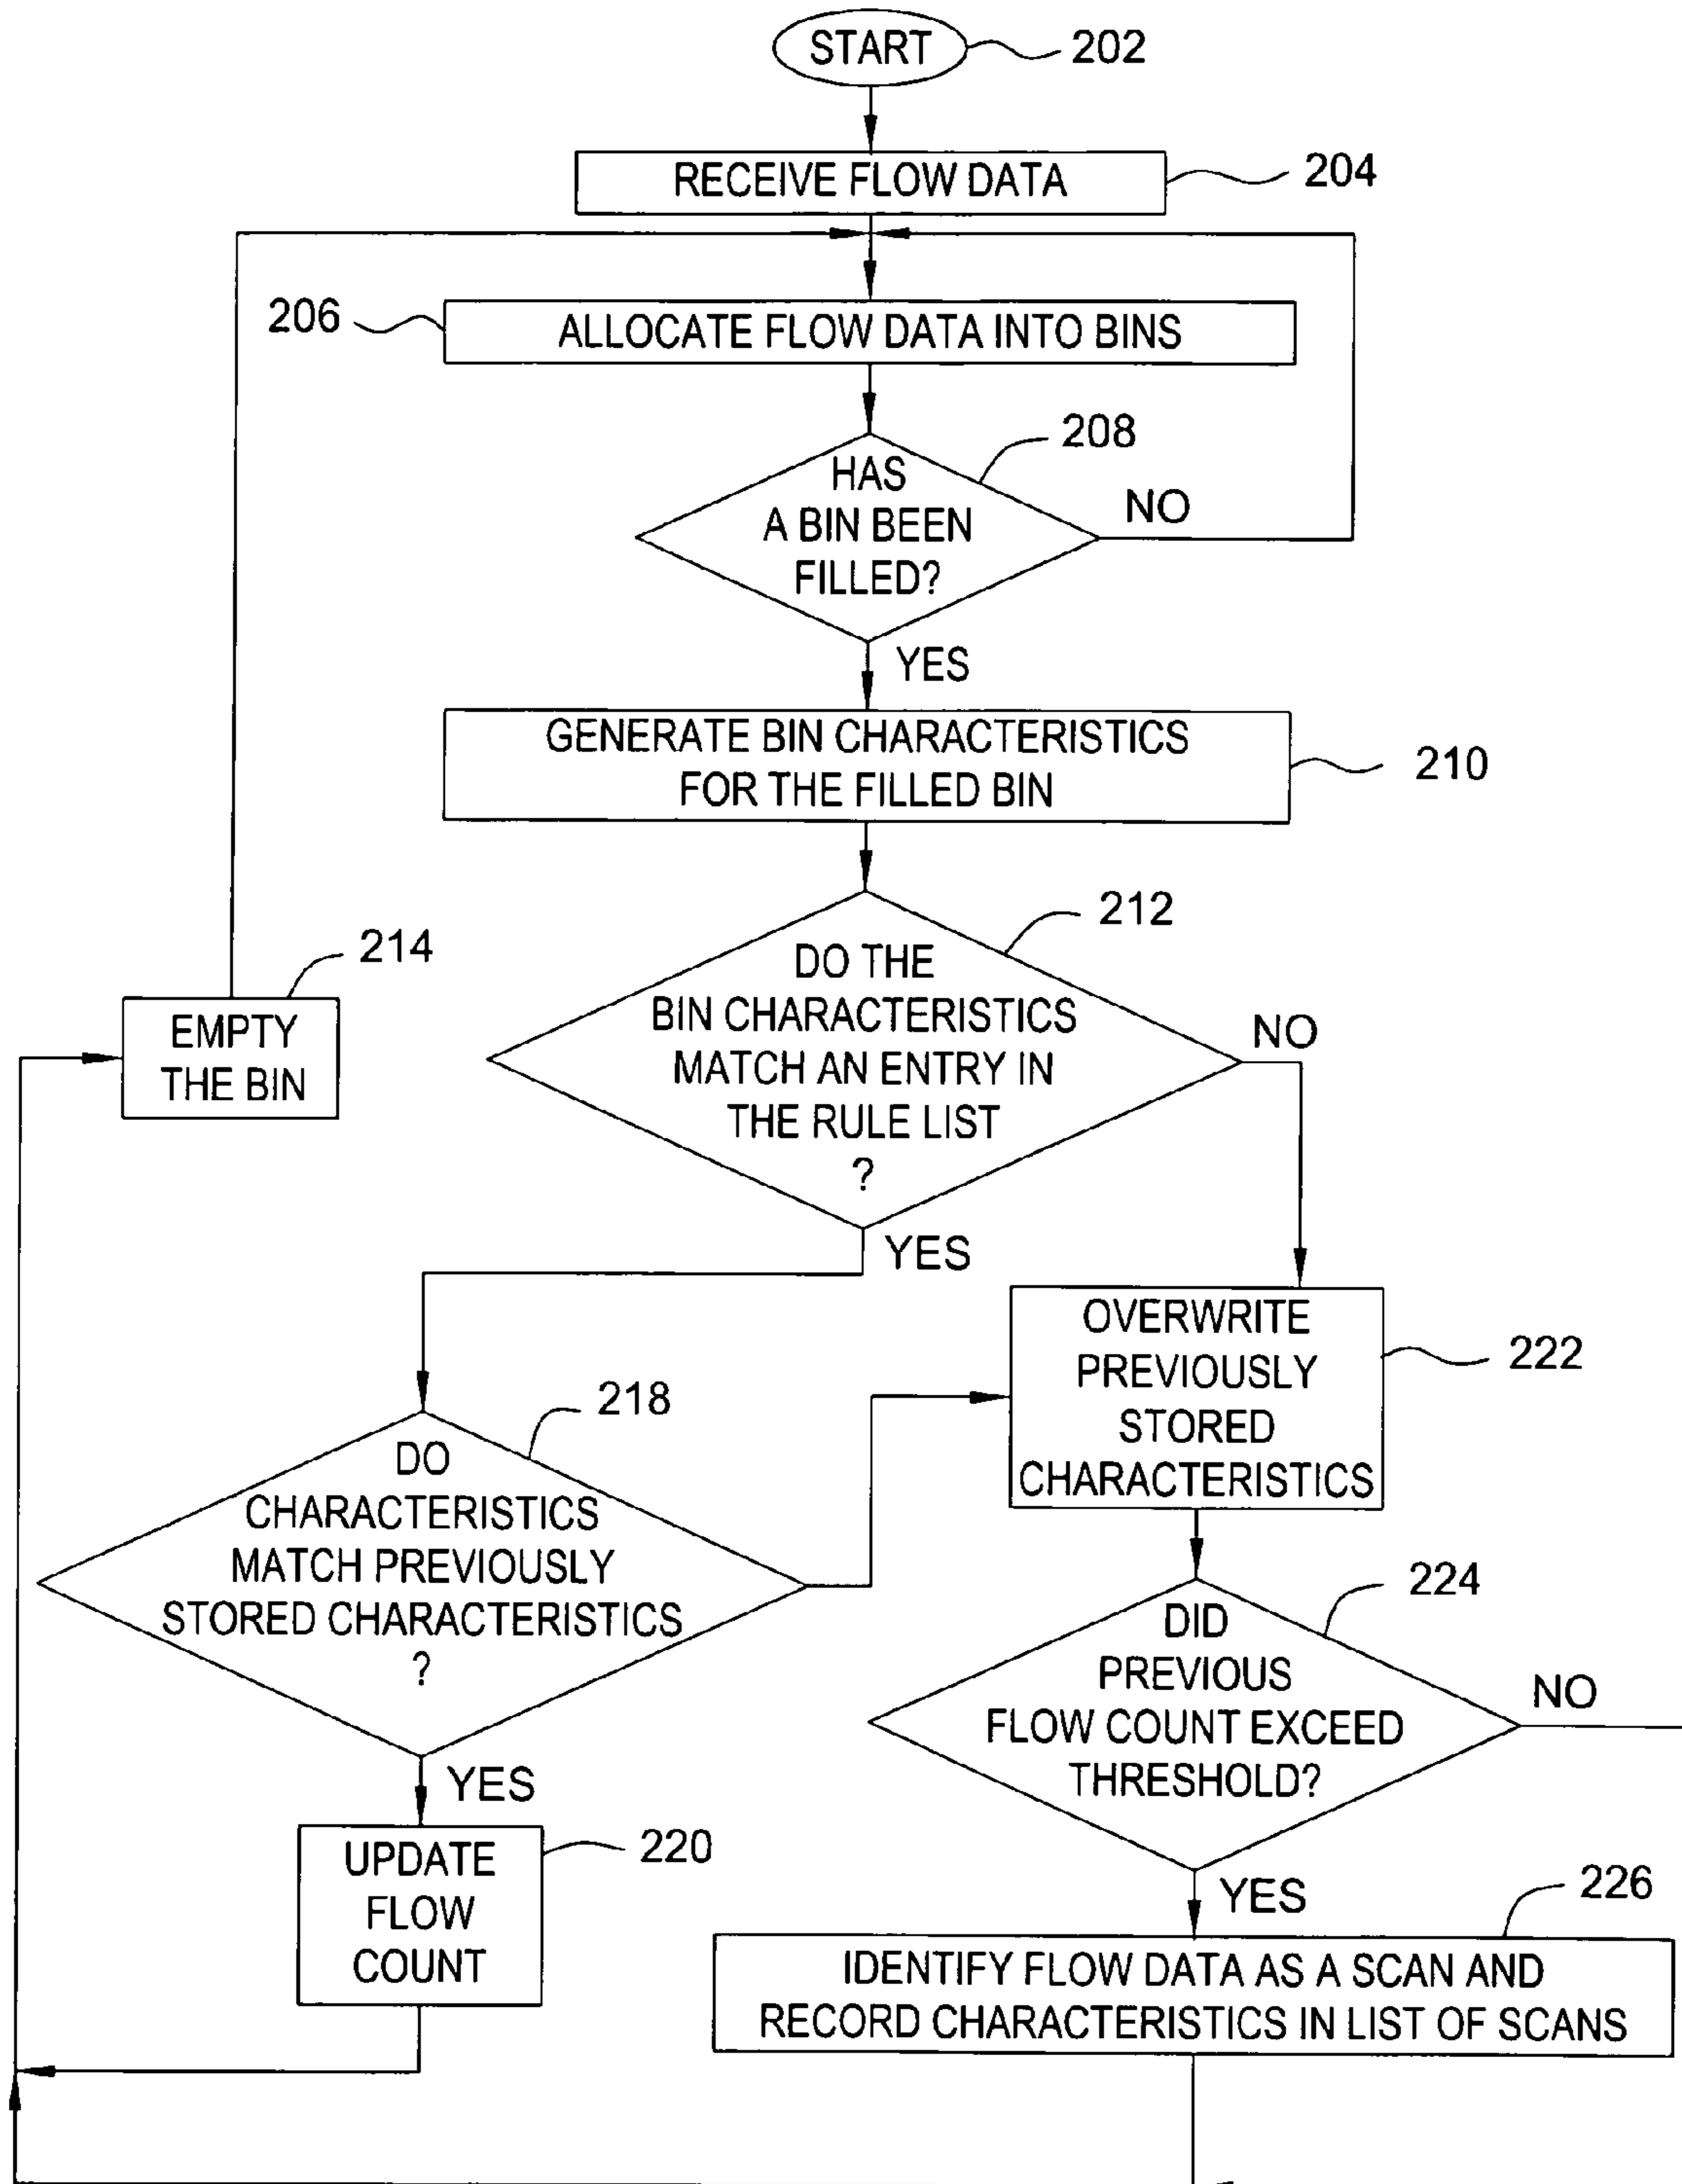 START
202
RECEIVE FLOW DATA
204
206
ALLOCATE FLOW DATA INTO BINS
208
HAS
A BIN BEEN
FILLED?
NO
YES
GENERATE BIN CHARACTERISTICS
FOR THE FILLED BIN
210
212
DO THE
BIN CHARACTERISTICS
MATCH AN ENTRY IN
THE RULE LIST
?
NO
YES
214
EMPTY
THE BIN
OVERWRITE
PREVIOUSLY
STORED
CHARACTERISTICS
222
218
DO
CHARACTERISTICS
MATCH PREVIOUSLY
STORED CHARACTERISTICS
?
YES
224
DID
PREVIOUS
FLOW COUNT EXCEED
THRESHOLD?
NO
YES
UPDATE
FLOW
COUNT
220
226
IDENTIFY FLOW DATA AS A SCAN AND
RECORD CHARACTERISTICS IN LIST OF SCANS